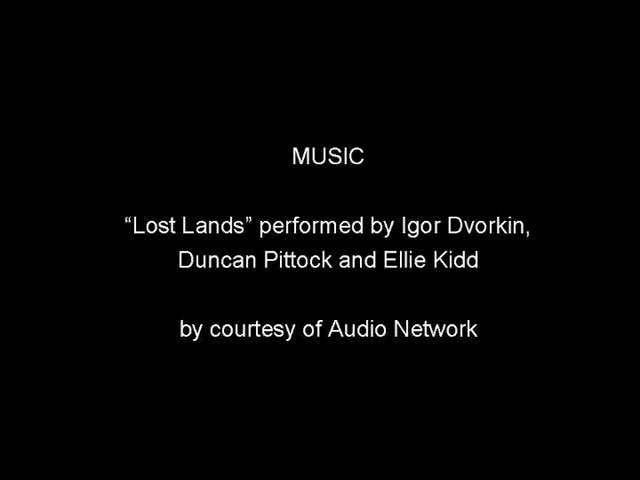 MUSIC
“Lost Lands” performed by Igor Dvorkin,
Duncan Pittock and Ellie Kidd
by courtesy of Audio Network